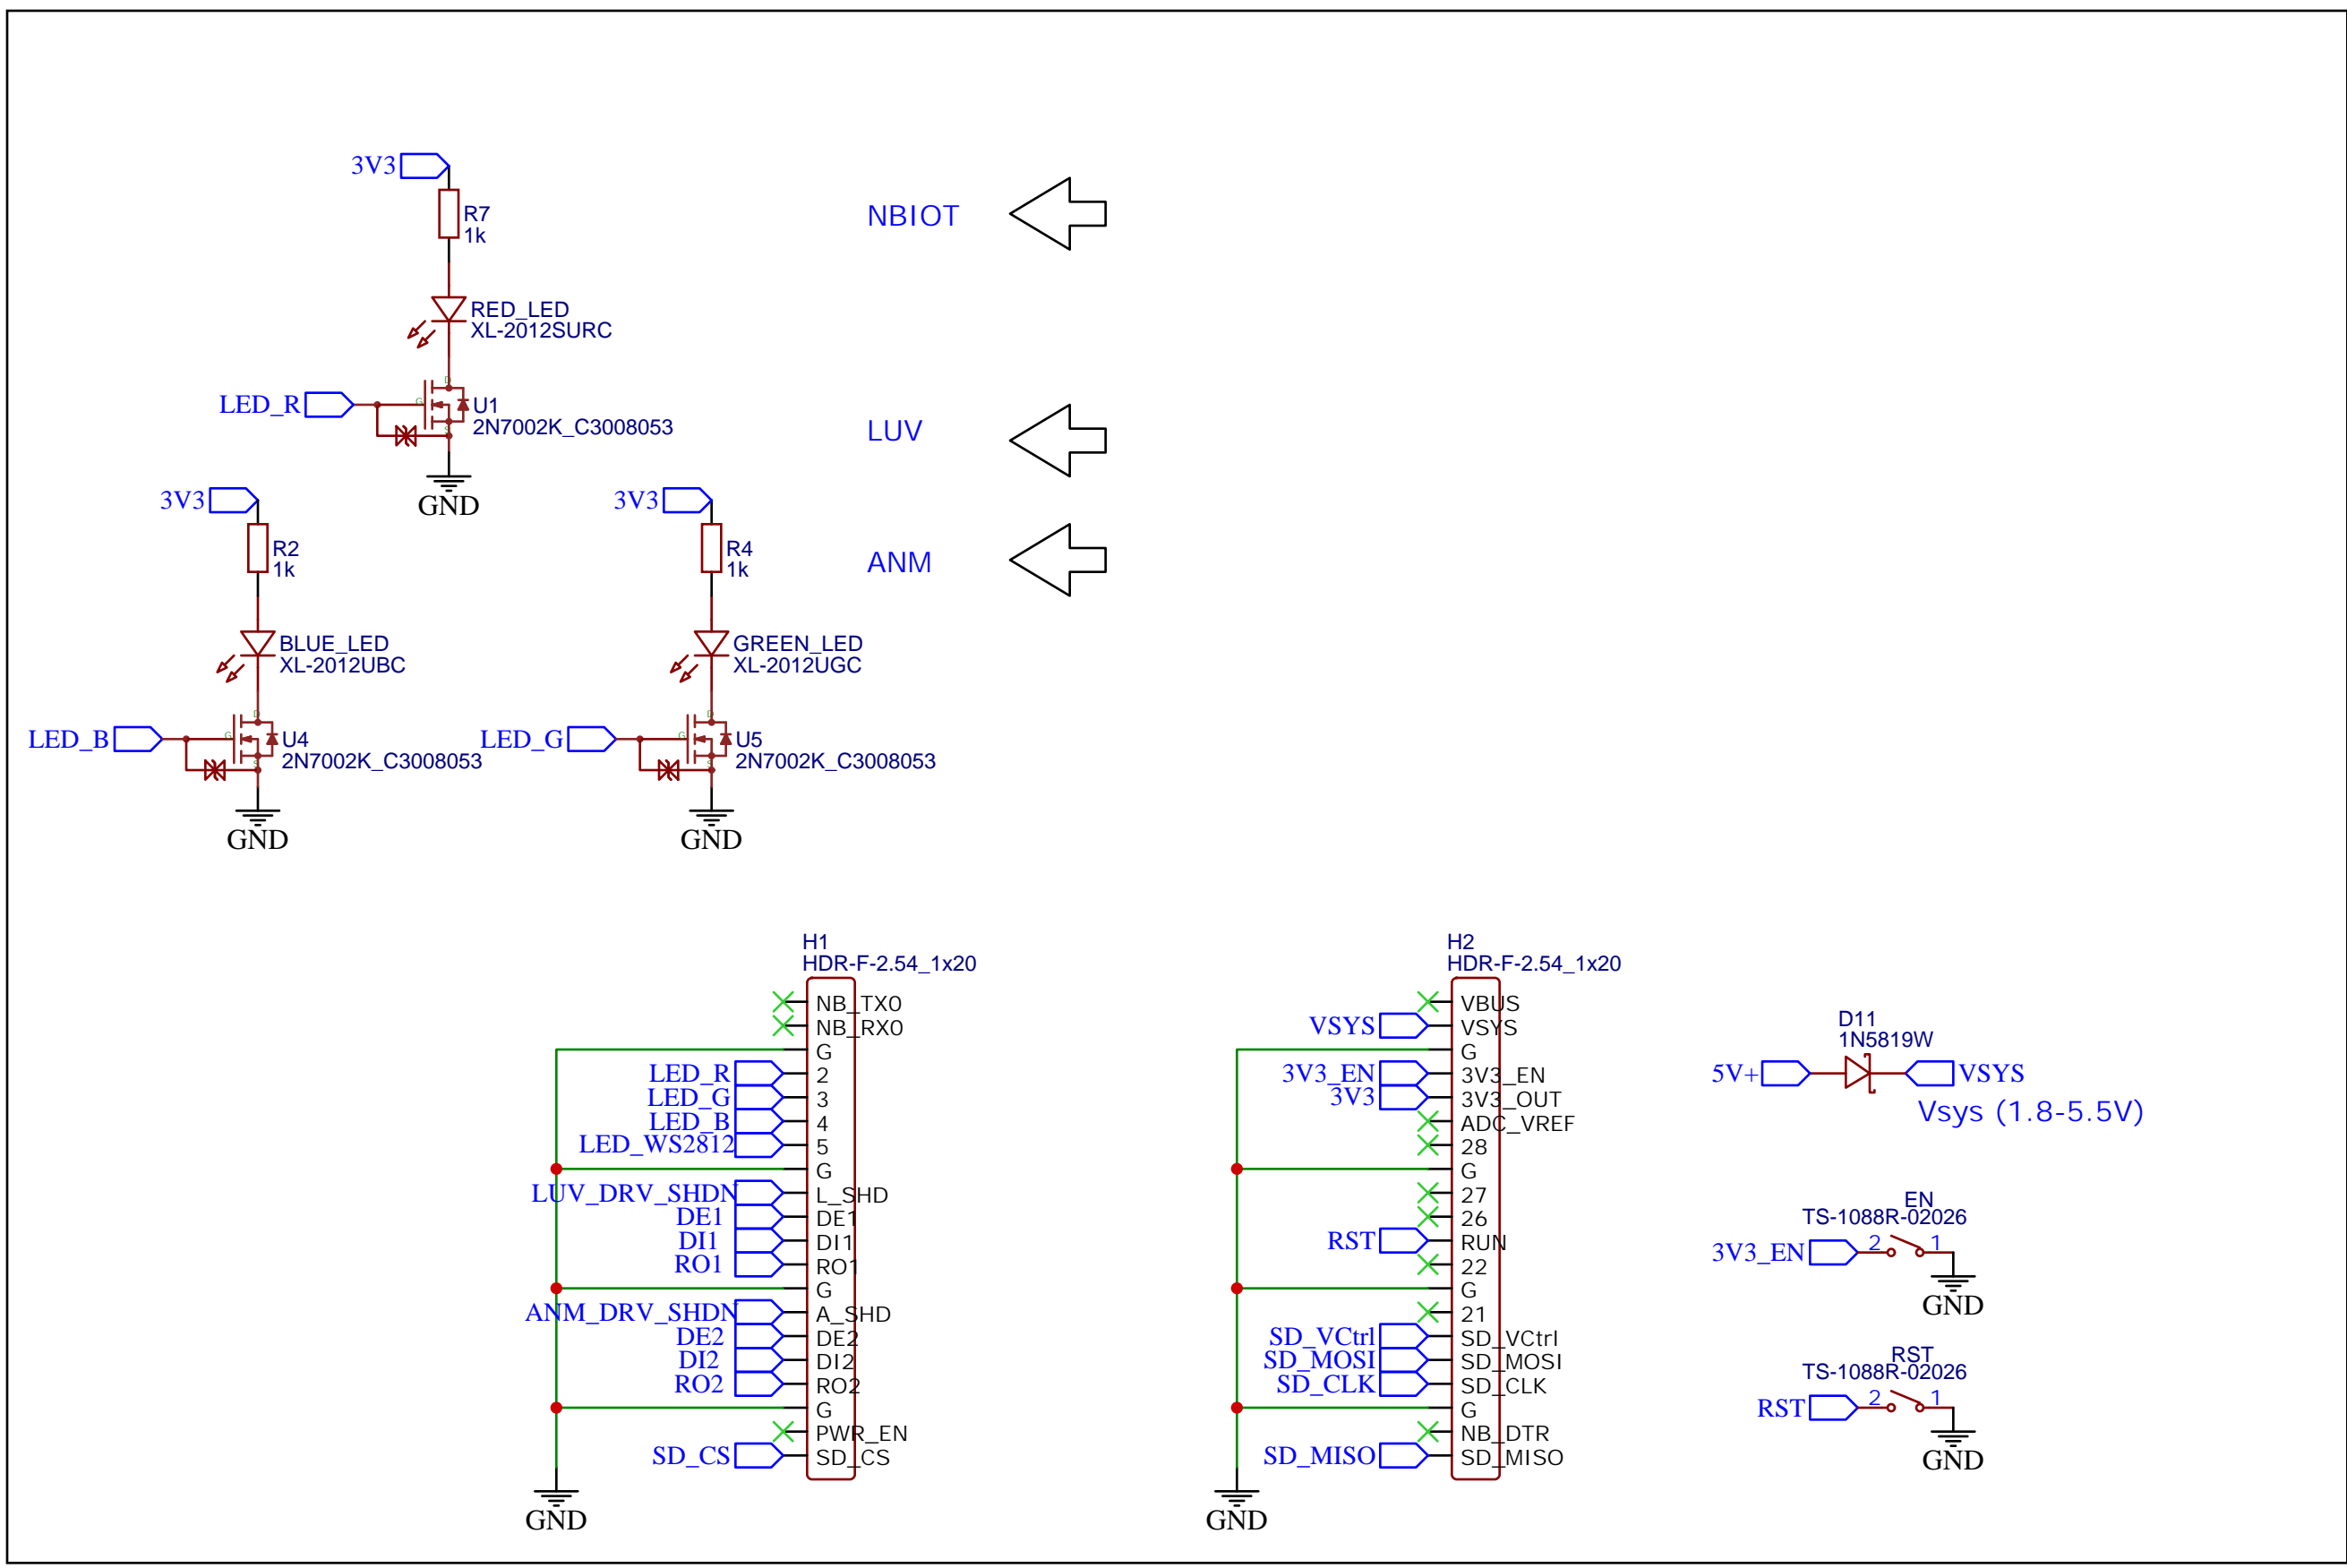 3V3
R7
1k
NBIOT
RED_LED
XL-2012SURC
D
LED_R
G
U1
2N7002K_C3008053
S
GND
LUV
3V3
R2
1k
3V3
R4
1k
ANM
BLUE_LED
XL-2012UBC
GREEN_LED
XL-2012UGC
D
LED_B
G
U4
2N7002K_C3008053
S
GND
D
LED_G
G
U5
2N7002K_C3008053
S
GND
H1
HDR-F-2.54_1x20
NB_TX0
NB_RX0
G
LED_R 2
LED_G 3
LED_B 4
LED_WS2812 5
G
LUV_DRV_SHDN L_SHD
DE1 DE1
DI1 DI1
RO1 RO1
G
ANM_DRV_SHDN A_SHD
DE2 DE2
DI2 DI2
RO2 RO2
G
PWR_EN
SD_CS SD_CS
GND
H2
HDR-F-2.54_1x20
VBUS
VSYS VSYS
G
3V3_EN 3V3_EN
3V3 3V3_OUT
ADC_VREF
28
G
27
26
RST RUN
22
G
21
SD_VCtrl SD_VCtrl
SD_MOSI SD_MOSI
SD_CLK SD_CLK
G
NB_DTR
SD_MISO SD_MISO
GND
D11
1N5819W
5V+ VSYS
Vsys (1.8-5.5V)
EN
TS-1088R-02026
3V3_EN 2 1
GND
RST
TS-1088R-02026
RST 2 1
GND